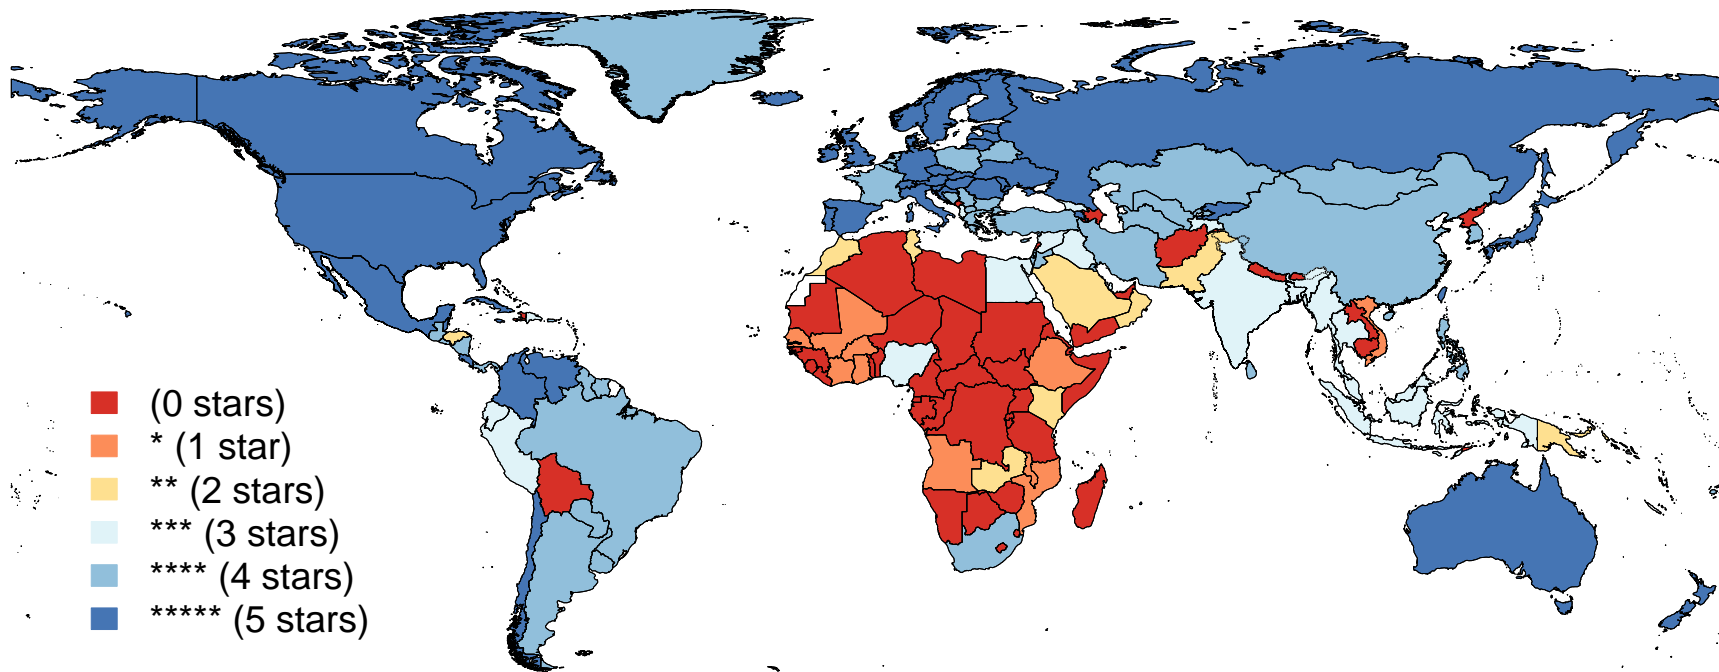 (0 stars)
* (1 star)
** (2 stars)
*** (3 stars)
**** (4 stars)
***** (5 stars)